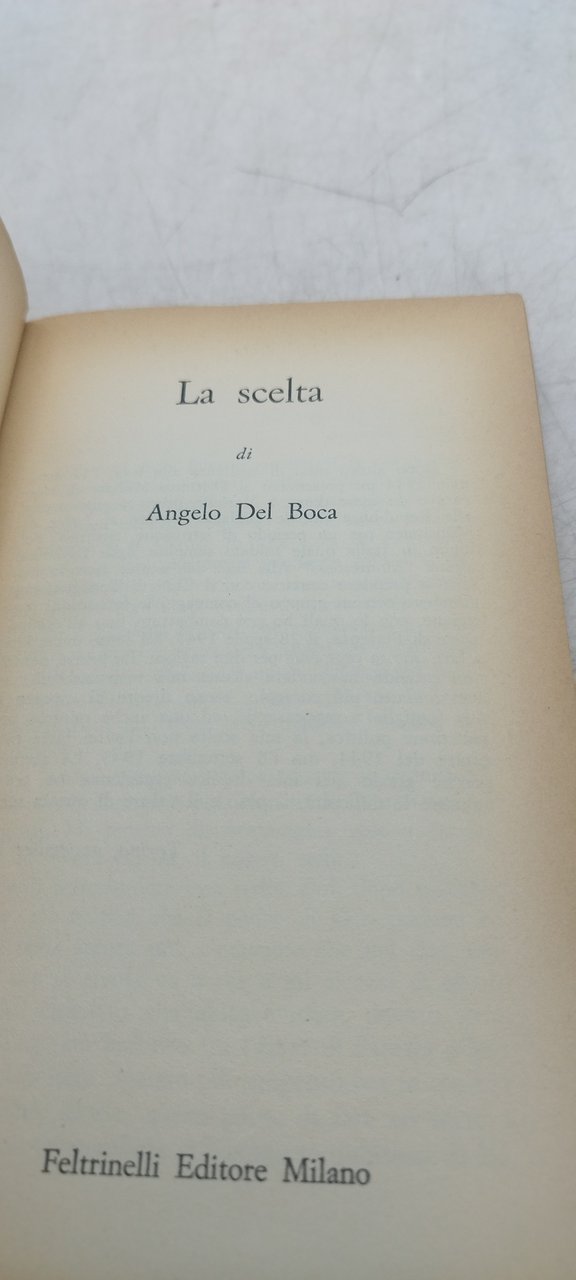 La scelta
di
Angelo Del Boca
Feltrinelli Editore Milano